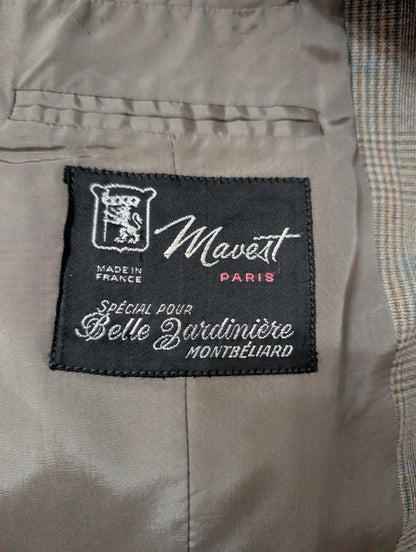 Mavest
MADE IN
FRANCE
PARIS
SPÉCIAL POUR
Belle Jardinière
MONTBÉLIARD